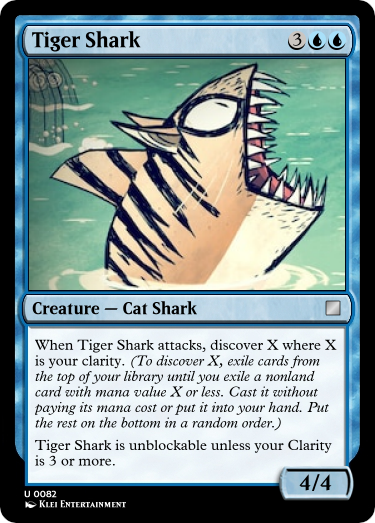 Tiger Shark 3
Creature — Cat Shark
When Tiger Shark attacks, discover X where X
is your clarity. (To discover X, exile cards from
the top of your library until you exile a nonland
card with mana value X or less. Cast it without
paying its mana cost or put it into your hand. Put
the rest on the bottom in a random order.)
Tiger Shark is unblockable unless your Clarity
is 3 or more.
4/4
U 0082
Klei Entertainment